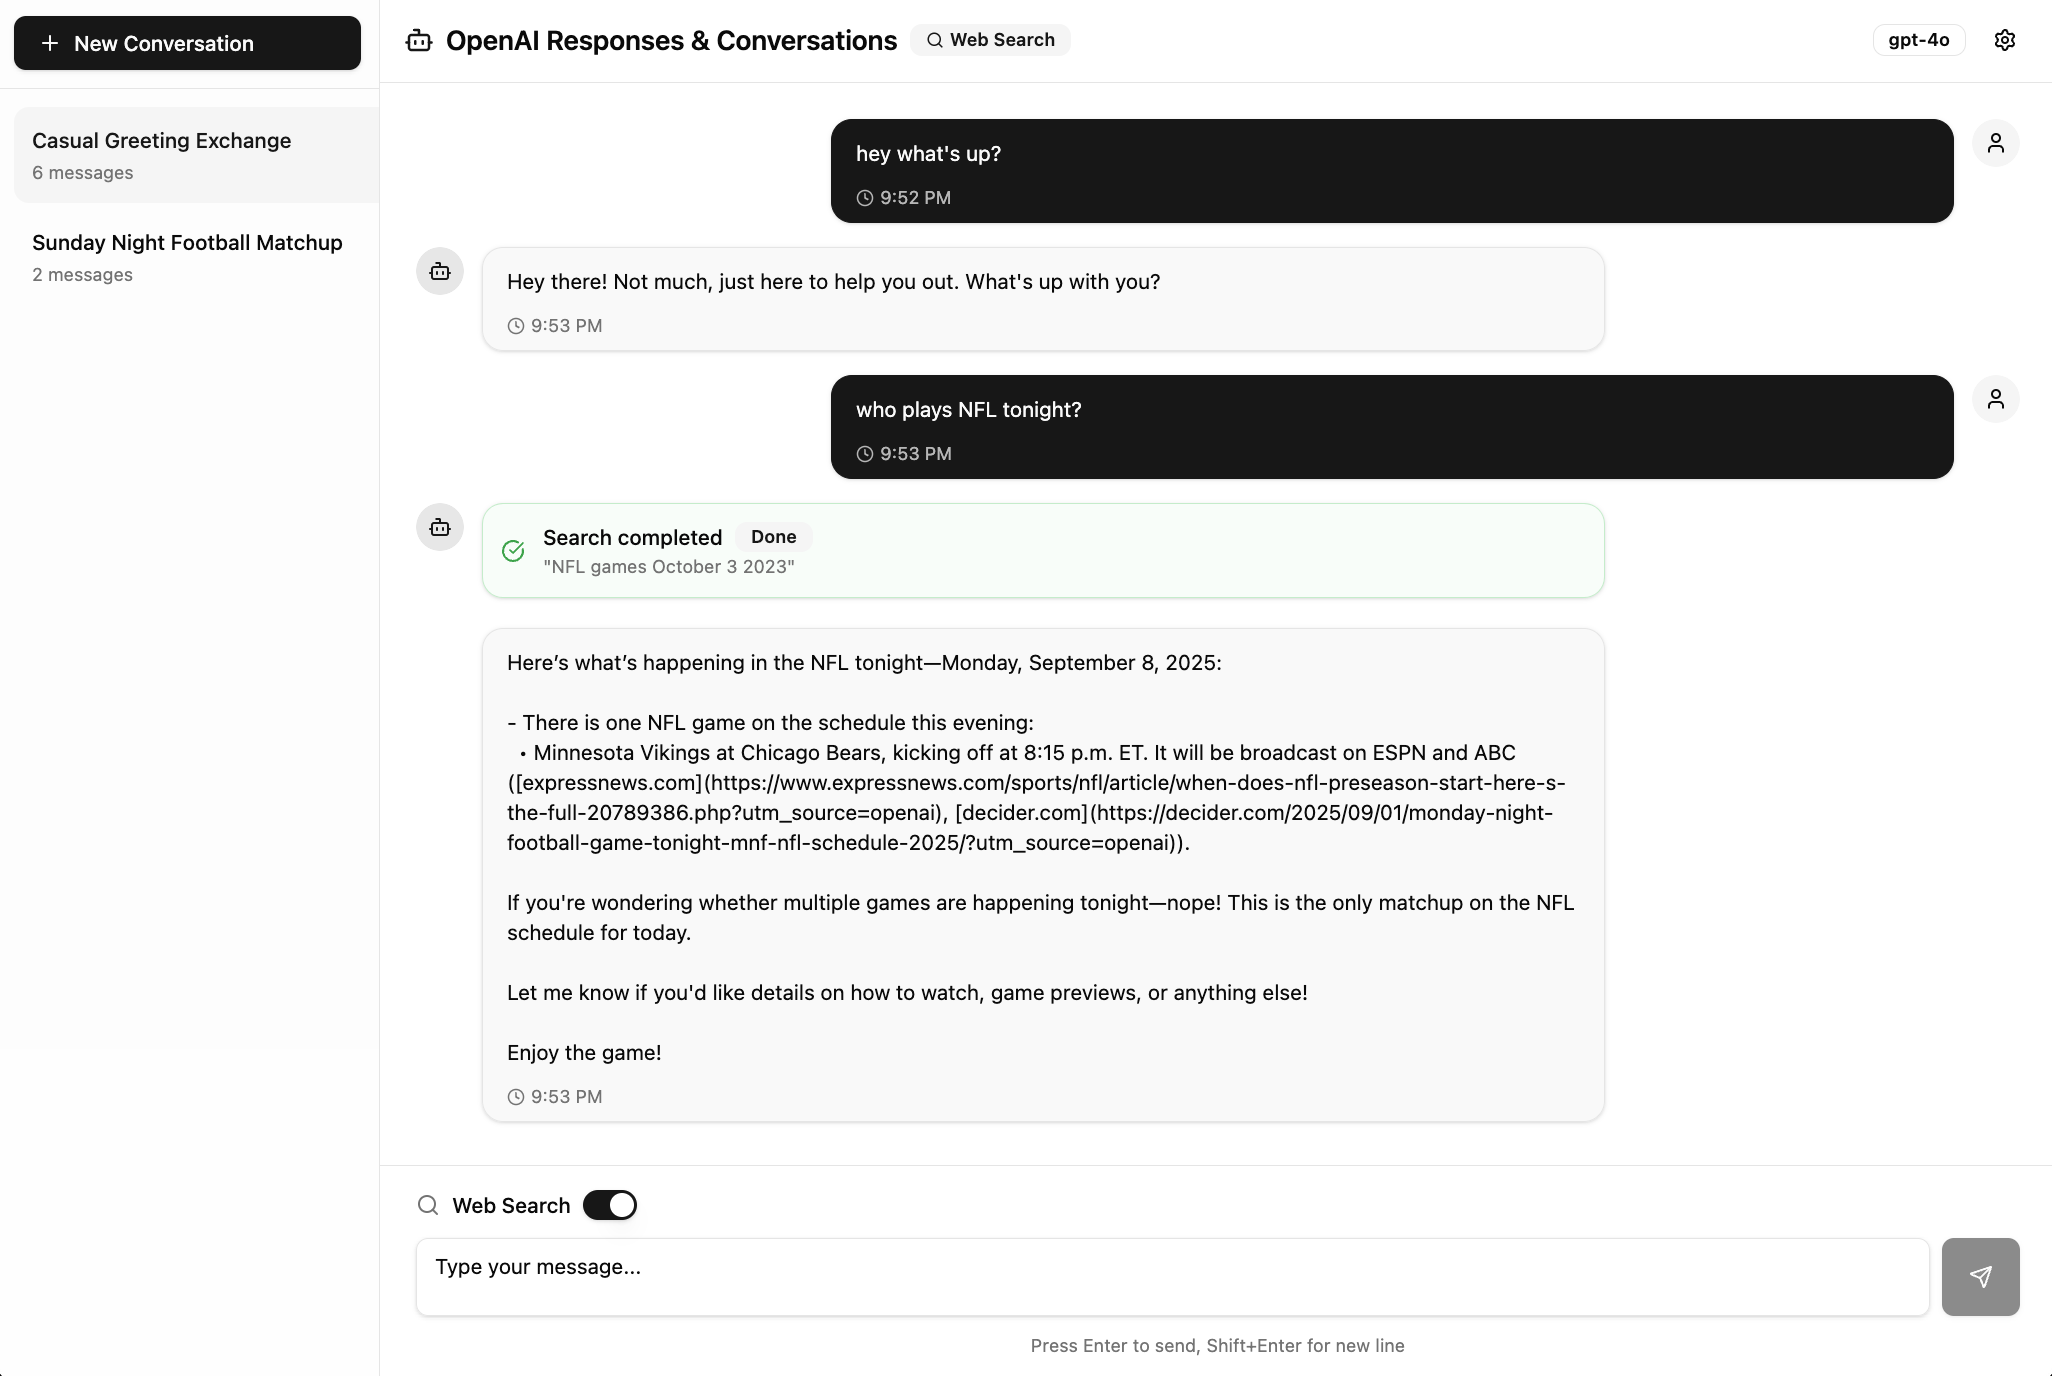 New Conversation
Casual Greeting Exchange
6 messages
Sunday Night Football Matchup
2 messages
OpenAI Responses & Conversations
Web Search
gpt-4o
hey what's up?
9:52 PM
Hey there! Not much, just here to help you out. What's up with you?
9:53 PM
who plays NFL tonight?
9:53 PM
Search completed
Done
"NFL games October 3 2023"
Here’s what’s happening in the NFL tonight—Monday, September 8, 2025:
- There is one NFL game on the schedule this evening:
• Minnesota Vikings at Chicago Bears, kicking off at 8:15 p.m. ET. It will be broadcast on ESPN and ABC
([expressnews.com](https://www.expressnews.com/sports/nfl/article/when-does-nfl-preseason-start-here-s-
the-full-20789386.php?utm_source=openai), [decider.com](https://decider.com/2025/09/01/monday-night-
football-game-tonight-mnf-nfl-schedule-2025/?utm_source=openai)).
If you're wondering whether multiple games are happening tonight—nope! This is the only matchup on the NFL
schedule for today.
Let me know if you'd like details on how to watch, game previews, or anything else!
Enjoy the game!
9:53 PM
Web Search
Type your message...
Press Enter to send, Shift+Enter for new line